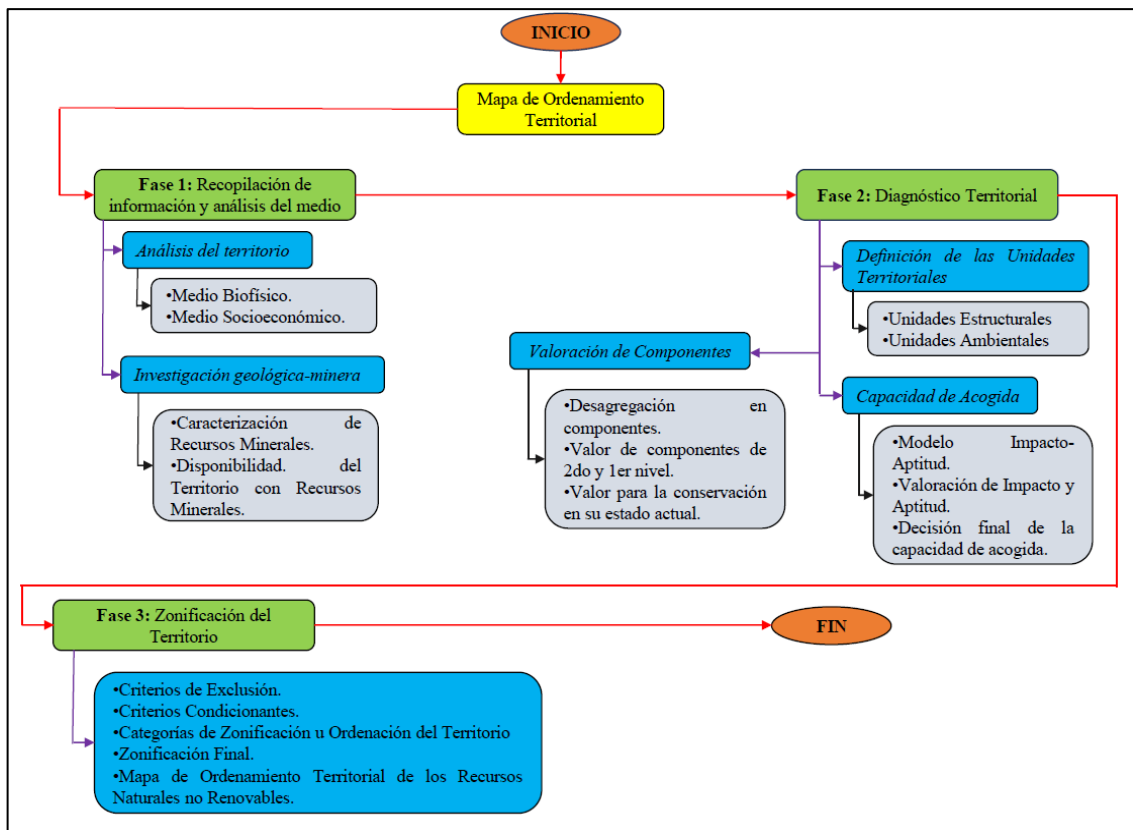 INICIO
Mapa de Ordenamiento
Territorial
Fase 1: Recopilación de
información y análisis del medio
Análisis del territorio
•Medio Biofísico.
•Medio Socioeconómico.
Investigación geológica-minera
•Caracterización de
Recursos Minerales.
•Disponibilidad. del
Territorio con Recursos
Minerales.
Fase 2: Diagnóstico Territorial
Definición de las Unidades
Territoriales
•Unidades Estructurales
•Unidades Ambientales
Valoración de Componentes
•Desagregación en
componentes.
•Valor de componentes de
2do y 1er nivel.
•Valor para la conservación
en su estado actual.
Capacidad de Acogida
•Modelo Impacto-
Aptitud.
•Valoración de Impacto y
Aptitud.
•Decisión final de la
capacidad de acogida.
Fase 3: Zonificación del
Territorio
FIN
•Criterios de Exclusión.
•Criterios Condicionantes.
•Categorías de Zonificación u Ordenación del Territorio
•Zonificación Final.
•Mapa de Ordenamiento Territorial de los Recursos
Naturales no Renovables.